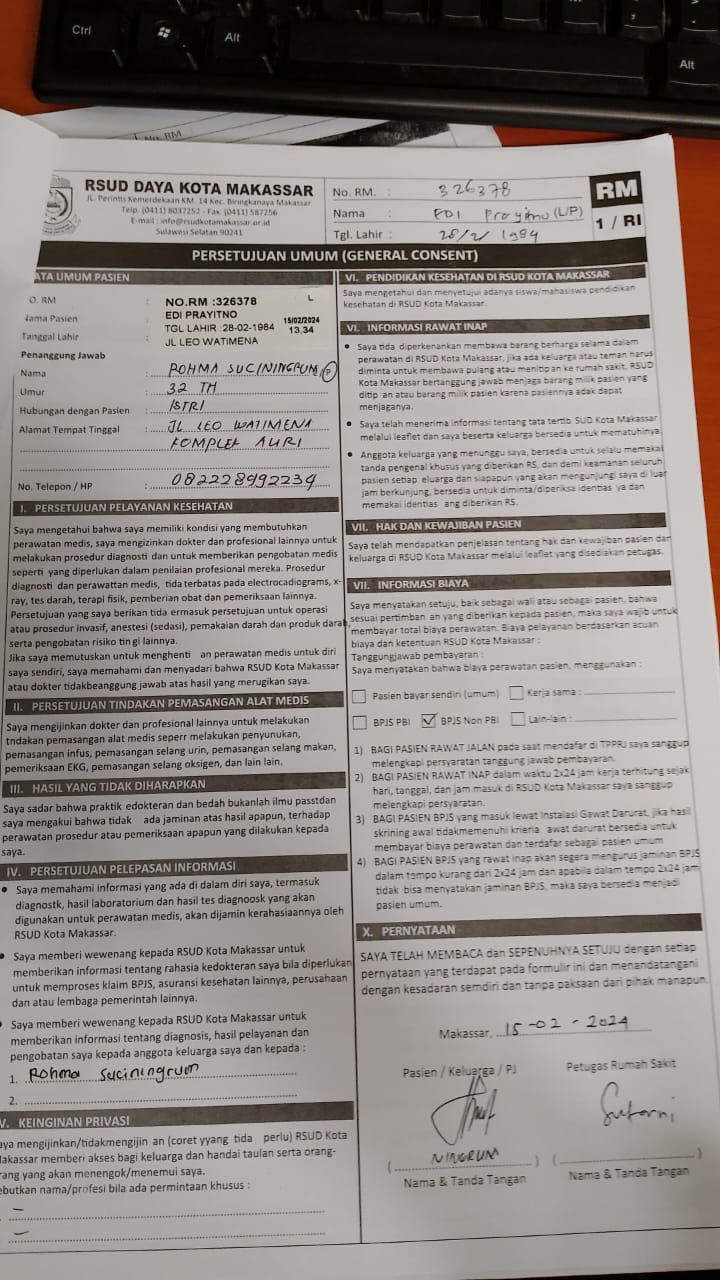 Ctrl
Alt
Alt
No. RM
RSUD DAYA KOTA MAKASSAR
JL. Perintis Kemerdekaan KM. 14 Kec. Biringkanaya Makassar
Telp. (0411) 8037252 - Fax. (0411) 587256
E-mail : info@rsudkotamakassar.or.id
Sulawesi Selatan 90241
No. RM. : 326378
Nama : EDI Prayitno (L/P)
Tgl. Lahir : 28/2 1984
RM
1 / RI
PERSETUJUAN UMUM (GENERAL CONSENT)
ATA UMUM PASIEN
O. RM :
Nama Pasien :
Tanggal Lahir :
NO.RM :326378 L
EDI PRAYITNO 15/02/2024
TGL LAHIR :28-02-1984 13.34
JL LEO WATIMENA
Penanggung Jawab
Nama : ROHMA SUCININGRUM (P)
Umur : 32 TH
Hubungan dengan Pasien : ISTRI
Alamat Tempat Tinggal : JL LEO WATIMENA
KOMPLEK AURI
No. Telepon / HP : 082228992234
I. PERSETUJUAN PELAYANAN KESEHATAN
Saya mengetahui bahwa saya memiliki kondisi yang membutuhkan
perawatan medis, saya mengizinkan dokter dan profesional lainnya untuk
melakukan prosedur diagnosti dan untuk memberikan pengobatan medis
seperti yang diperlukan dalam penilaian profesional mereka. Prosedur
diagnosti dan perawattan medis, tida terbatas pada electrocadiograms, x-
ray, tes darah, terapi fisik, pemberian obat dan pemeriksaan lainnya.
Persetujuan yang saya berikan tida ermasuk persetujuan untuk operasi
atau prosedur invasif, anestesi (sedasi), pemakaian darah dan produk darah,
serta pengobatan risiko tingi lainnya.
Jika saya memutuskan untuk menghenti an perawatan medis untuk diri
saya sendiri, saya memahami dan menyadari bahwa RSUD Kota Makassar
atau dokter tidakbeanggung jawab atas hasil yang merugikan saya.
II. PERSETUJUAN TINDAKAN PEMASANGAN ALAT MEDIS
Saya mengijinkan dokter dan profesional lainnya untuk melakukan
tndakan pemasangan alat medis seperr melakukan penyunukan,
pemasangan infus, pemasangan selang urin, pemasangan selang makan,
pemeriksaan EKG, pemasangan selang oksigen, dan lain lain.
III. HASIL YANG TIDAK DIHARAPKAN
Saya sadar bahwa praktik edokteran dan bedah bukanlah ilmu passtdan
saya mengakui bahwa tidak ada jaminan atas hasil apapun, terhadap
perawatan prosedur atau pemeriksaan apapun yang dilakukan kepada
saya.
IV. PERSETUJUAN PELEPASAN INFORMASI
• Saya memahami informasi yang ada di dalam diri saya, termasuk
diagnostk, hasil laboratorium dan hasil tes diagnoosk yang akan
digunakan untuk perawatan medis, akan dijamin kerahasiaannya oleh
RSUD Kota Makassar.
• Saya memberi wewenang kepada RSUD Kota Makassar untuk
memberikan informasi tentang rahasia kedokteran saya bila diperlukan
untuk memproses klaim BPJS, asuransi kesehatan lainnya, perusahaan
dan atau lembaga pemerintah lainnya.
Saya memberi wewenang kepada RSUD Kota Makassar untuk
memberikan informasi tentang diagnosis, hasil pelayanan dan
pengobatan saya kepada anggota keluarga saya dan kepada :
1. Rohma Suciningrum
2.
V. KEINGINAN PRIVASI
aya mengijinkan/tidakmengijin an (coret yyang tida perlu) RSUD Kota
Makassar memberi akses bagi keluarga dan handai taulan serta orang-
rang yang akan menengok/menemui saya.
ebutkan nama/profesi bila ada permintaan khusus :
–
–
VI. PENDIDIKAN KESEHATAN DI RSUD KOTA MAKASSAR
Saya mengetahui dan menyetujui adanya siswa/mahasiswa pendidikan
kesehatan di RSUD Kota Makassar.
VI. INFORMASI RAWAT INAP
• Saya tida diperkenankan membawa barang berharga selama dalam
perawatan di RSUD Kota Makassar, jika ada keluarga atau teman harus
diminta untuk membawa pulang atau menitip an ke rumah sakit. RSUD
Kota Makassar bertanggung jawab menjaga barang milik pasien yang
ditip an atau barang milik pasien karena pasiennya adak dapat
menjaganya.
• Saya telah menerima informasi tentang tata tertib SUD Kota Makassar
melalui leaflet dan saya beserta keluarga bersedia untuk mematuhinya.
• Anggota keluarga yang menunggu saya, bersedia untuk selalu memakai
tanda pengenal khusus yang diberikan RS, dan demi keamanan seluruh
pasien setiap eluarga dan siapapun yang akan mengunjungi saya di luar
jam berkunjung, bersedia untuk diminta/diperiksa identias ya dan
memakai identias ang diberikan RS.
VII. HAK DAN KEWAJIBAN PASIEN
Saya telah mendapatkan penjelasan tentang hak dan kewajiban pasien dan
keluarga di RSUD Kota Makassar melalui leaflet yang disediakan petugas.
VII. INFORMASI BIAYA
Saya menyatakan setuju, baik sebagai wali atau sebagai pasien, bahwa
sesuai pertimban an yang diberikan kepada pasien, maka saya wajib untuk
membayar total biaya perawatan. Biaya pelayanan berdasarkan acuan
biaya dan ketentuan RSUD Kota Makassar :
Tanggungjawab pembayaran :
Saya menyatakan bahwa biaya perawatan pasien, menggunakan :
Pasien bayar sendiri (umum) Kerja sama :
BPJS PBI ✓ BPJS Non PBI Lain-lain :
1) BAGI PASIEN RAWAT JALAN pada saat mendafar di TPPRJ saya sanggup
melengkapi persyaratan tanggung jawab pembayaran.
2) BAGI PASIEN RAWAT INAP dalam waktu 2x24 jam kerja terhitung sejak
hari, tanggal, dan jam masuk di RSUD Kota Makassar saya sanggup
melengkapi persyaratan.
3) BAGI PASIEN BPJS yang masuk lewat Instalasi Gawat Darurat, jika hasil
skrining awal tidakmemenuhi krieria awat darurat bersedia untuk
membayar biaya perawatan dan terdafar sebagai pasien umum
4) BAGI PASIEN BPJS yang rawat inap akan segera mengurus jaminan BPJS
dalam tempo kurang dari 2x24 jam dan apabila dalam tempo 2x24 jam
tidak bisa menyatakan jaminan BPJS, maka saya bersedia menjadi
pasien umum.
X. PERNYATAAN
SAYA TELAH MEMBACA dan SEPENUHNYA SETUJU dengan setiap
pernyataan yang terdapat pada formulir ini dan menandatangani
dengan kesadaran semdiri dan tanpa paksaan dari pihak manapun.
Makassar, 15-02-2024
Pasien / Keluarga / PJ Petugas Rumah Sakit
( NINGRUM ) ( )
Nama & Tanda Tangan Nama & Tanda Tangan